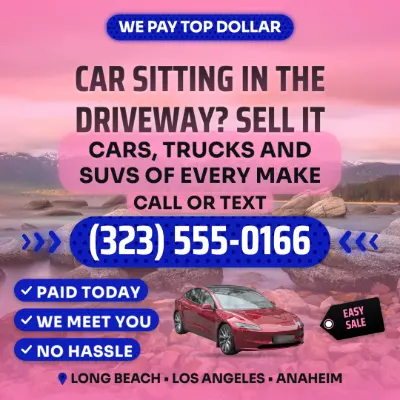 WE PAY TOP DOLLAR
CAR SITTING IN THE
DRIVEWAY? SELL IT
CARS, TRUCKS AND
SUVS OF EVERY MAKE
CALL OR TEXT
(323) 555-0166
PAID TODAY
WE MEET YOU
NO HASSLE
EASY
SALE
LONG BEACH • LOS ANGELES • ANAHEIM